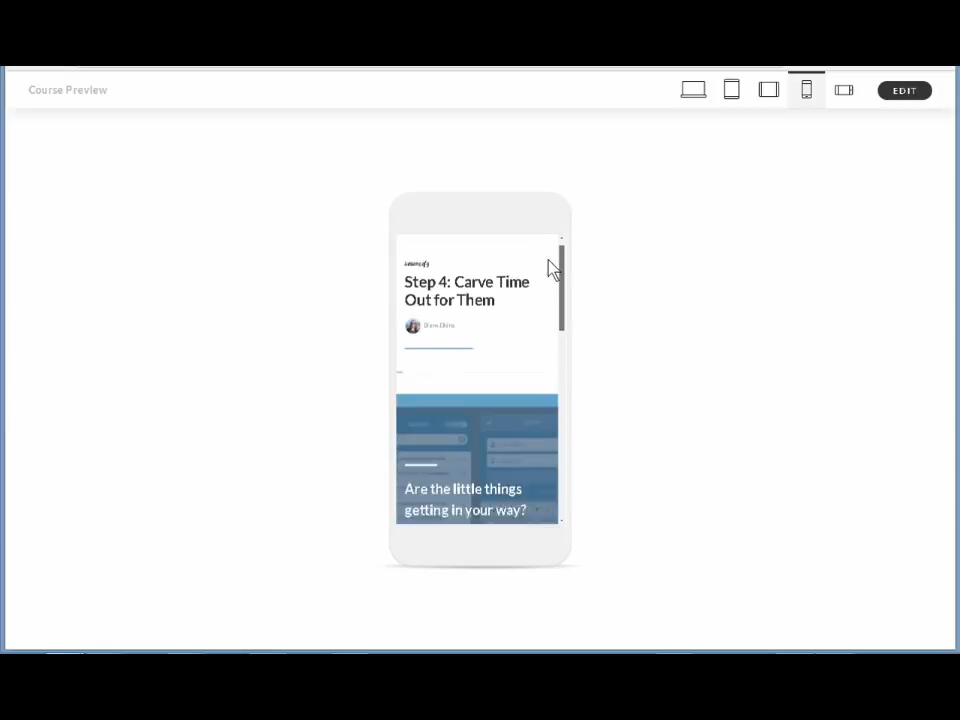 Course Preview
EDIT
Step 4: Carve Time
Out for Them
Are the little things
getting in your way?